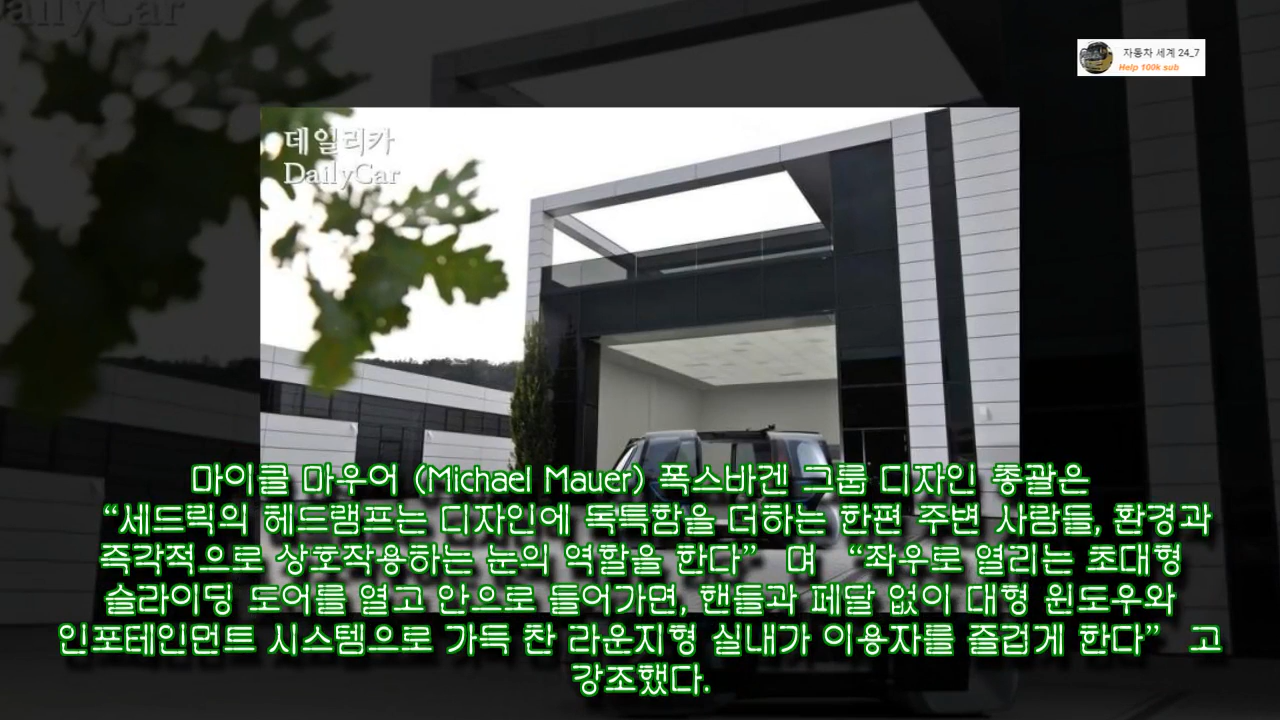 DailyCar
자동차 세계 24_7
Help 100k sub
데일리카
DailyCar
마이클 마우어 (Michael Mauer) 폭스바겐 그룹 디자인 총괄은
“세드릭의 헤드램프는 디자인에 독특함을 더하는 한편 주변 사람들, 환경과
즉각적으로 상호작용하는 눈의 역할을 한다” 며 “좌우로 열리는 초대형
슬라이딩 도어를 열고 안으로 들어가면, 핸들과 페달 없이 대형 윈도우와
인포테인먼트 시스템으로 가득 찬 라운지형 실내가 이용자를 즐겁게 한다” 고
강조했다.